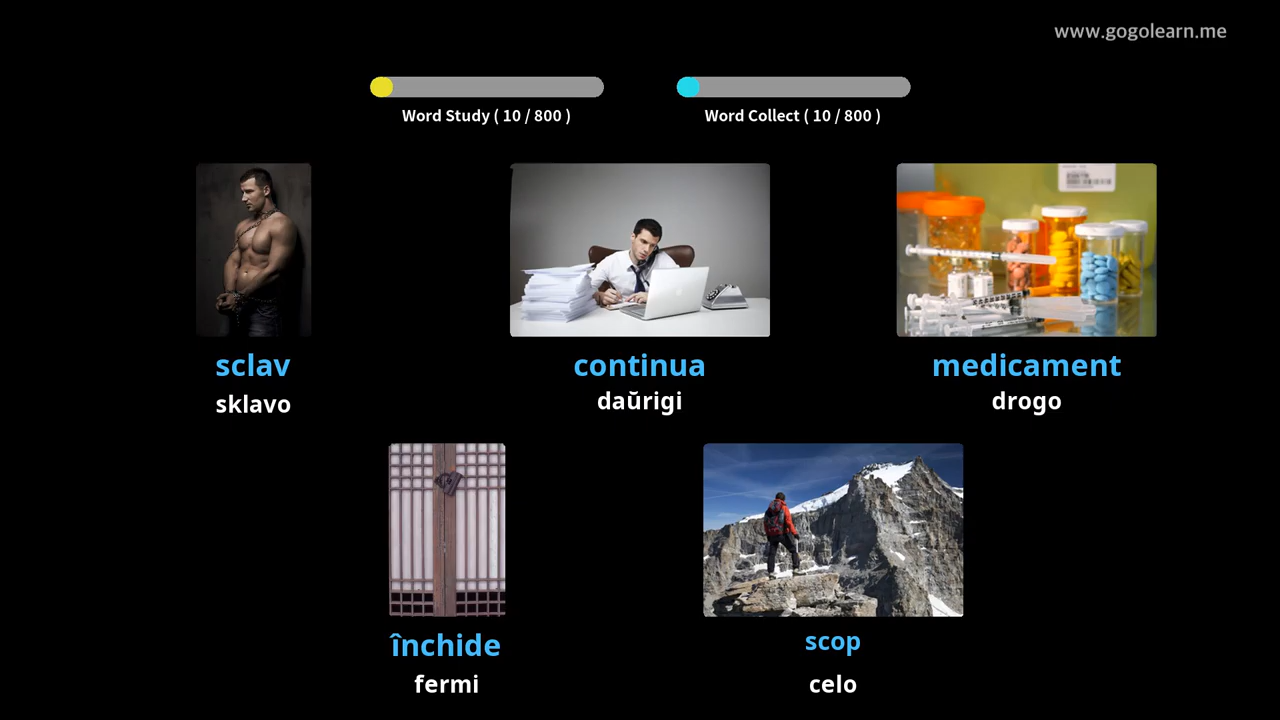 www.gogolearn.me
Word Study ( 10 / 800 )
Word Collect ( 10 / 800 )
sclav
sklavo
continua
daŭrigi
medicament
drogo
închide
fermi
scop
celo